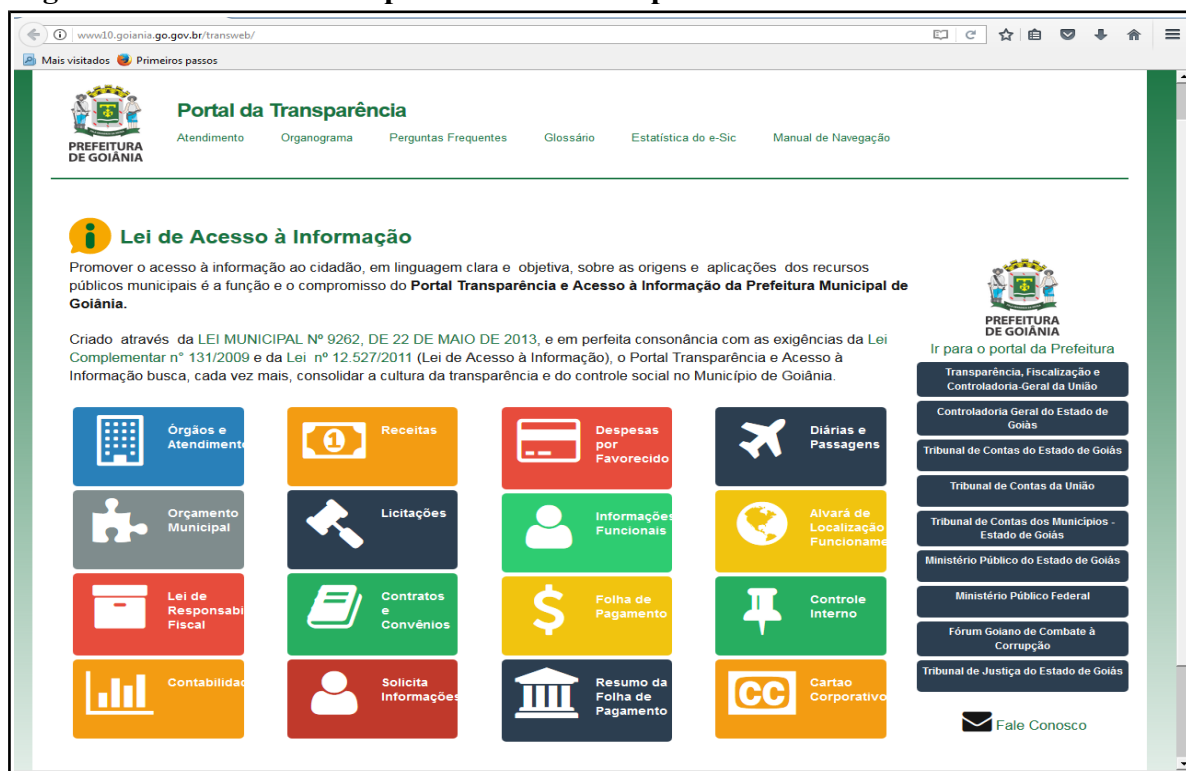 www10.goiania.go.gov.br/transweb/
Mais visitados Primeiros passos
PREFEITURA
DE GOIÂNIA
Portal da Transparência
Atendimento Organograma Perguntas Frequentes Glossário Estatística do e-Sic Manual de Navegação
i Lei de Acesso à Informação
Promover o acesso à informação ao cidadão, em linguagem clara e objetiva, sobre as origens e aplicações dos recursos
públicos municipais é a função e o compromisso do Portal Transparência e Acesso à Informação da Prefeitura Municipal de
Goiânia.
Criado através da LEI MUNICIPAL Nº 9262, DE 22 DE MAIO DE 2013, e em perfeita consonância com as exigências da Lei
Complementar n° 131/2009 e da Lei nº 12.527/2011 (Lei de Acesso à Informação), o Portal Transparência e Acesso à
Informação busca, cada vez mais, consolidar a cultura da transparência e do controle social no Município de Goiânia.
Órgãos e
Atendimento
1
Receitas
Despesas
por
Favorecido
Diárias e
Passagens
Orçamento
Municipal
Licitações
Informações
Funcionais
Alvará de
Localização
Funcioname
Lei de
Responsabi
Fiscal
Contratos
e
Convênios
$
Folha de
Pagamento
Controle
Interno
Contabilidad
Solicita
Informações
Resumo da
Folha de
Pagamento
CC
Cartao
Corporativo
PREFEITURA
DE GOIÂNIA
Ir para o portal da Prefeitura
Transparência, Fiscalização e
Controladoria-Geral da União
Controladoria Geral do Estado de
Goiás
Tribunal de Contas do Estado de Goiás
Tribunal de Contas da União
Tribunal de Contas dos Municípios -
Estado de Goiás
Ministério Público do Estado de Goiás
Ministério Público Federal
Fórum Goiano de Combate à
Corrupção
Tribunal de Justiça do Estado de Goiás
Fale Conosco